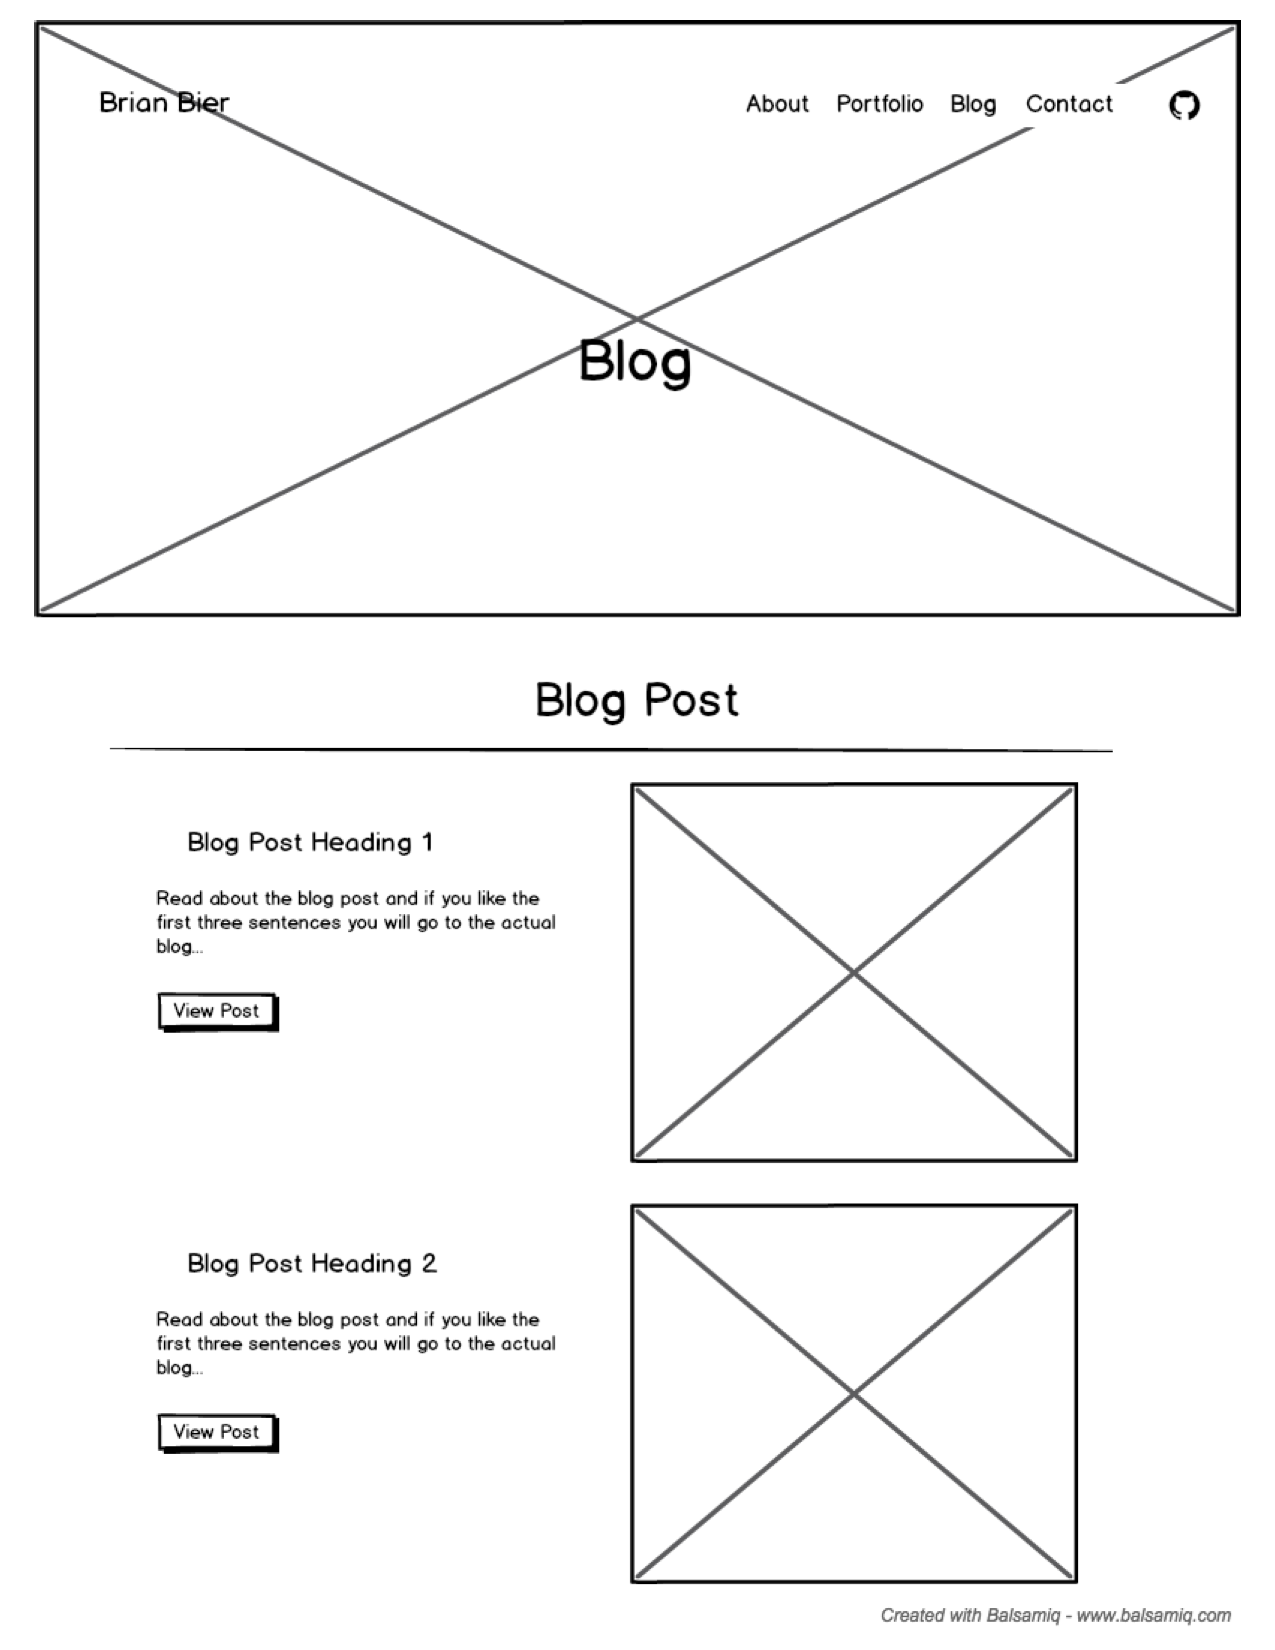 Brian Bier
About Portfolio Blog Contact
Blog
Blog Post
Blog Post Heading 1
Read about the blog post and if you like the
first three sentences you will go to the actual
blog...
View Post
Blog Post Heading 2
Read about the blog post and if you like the
first three sentences you will go to the actual
blog...
View Post
Created with Balsamiq - www.balsamiq.com